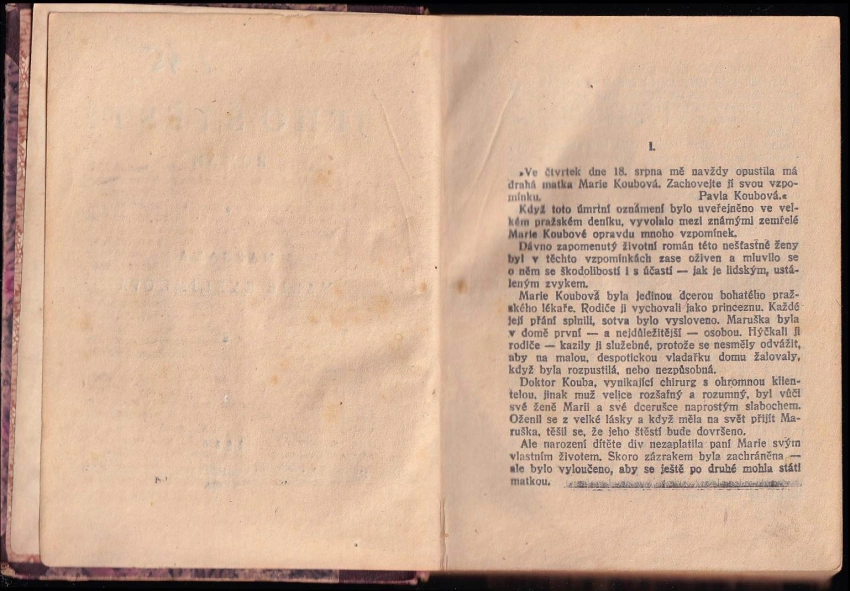 I.
„Ve čtvrtek dne 18. srpna mě navždy opustila má
drahá matka Marie Koubová. Zachovejte jí svou vzpo-
mínku. Pavla Koubová.“
Když toto úmrtní oznámení bylo uveřejněno ve vel-
kém pražském deníku, vyvolalo mezi známými zemřelé
Marie Koubové opravdu mnoho vzpomínek.
Dávno zapomenutý životní román této nešťastné ženy
byl v těchto vzpomínkách zase oživen a mluvilo se
o něm se škodolibostí i s účastí — jak je lidským, ustá-
leným zvykem.
Marie Koubová byla jedinou dcerou bohatého praž-
ského lékaře. Rodiče ji vychovali jako princeznu. Každé
její přání splnili, sotva bylo vysloveno. Maruška byla
v domě první — a nejdůležitější — osobou. Hýčkali ji
rodiče — kazily ji služebné, protože se nesměly odvážit,
aby na malou, despotickou vladařku domu žalovaly,
když byla rozpustilá, nebo nezpůsobná.
Doktor Kouba, vynikající chirurg s ohromnou klien-
telou, jinak muž velice rozšafný a rozumný, byl vůči
své ženě Marii a své dcerušce naprostým slabochem.
Oženil se z velké lásky a když měla na svět přijít Ma-
ruška, těšil se, že jeho štěstí bude dovršeno.
Ale narození dítěte div nezaplatila paní Marie svým
vlastním životem. Skoro zázrakem byla zachráněna —
ale bylo vyloučeno, aby se ještě po druhé mohla státi
matkou.